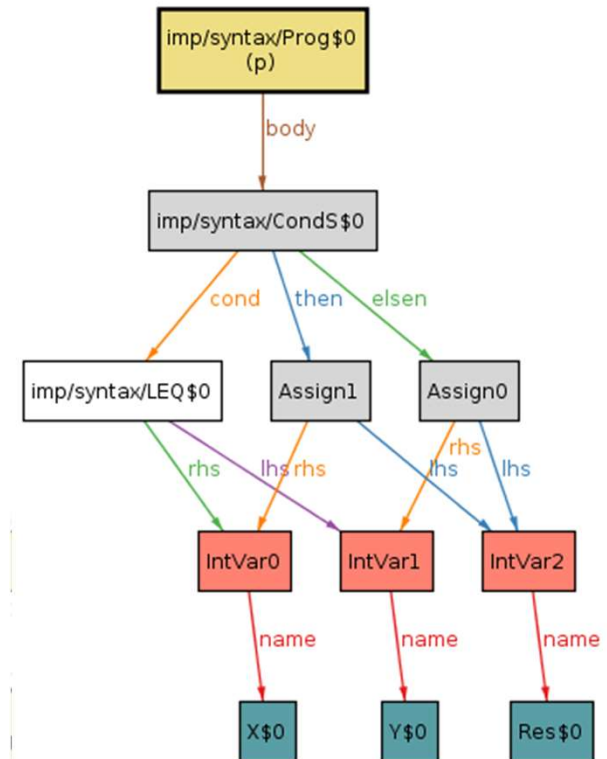 imp/syntax/Prog$0
(p)
body
imp/syntax/CondS$0
cond
then
elsen
imp/syntax/LEQ$0
Assign1
Assign0
rhs
lhs
rhs
lhs
rhs
lhs
IntVar0
IntVar1
IntVar2
name
name
name
X$0
Y$0
Res$0